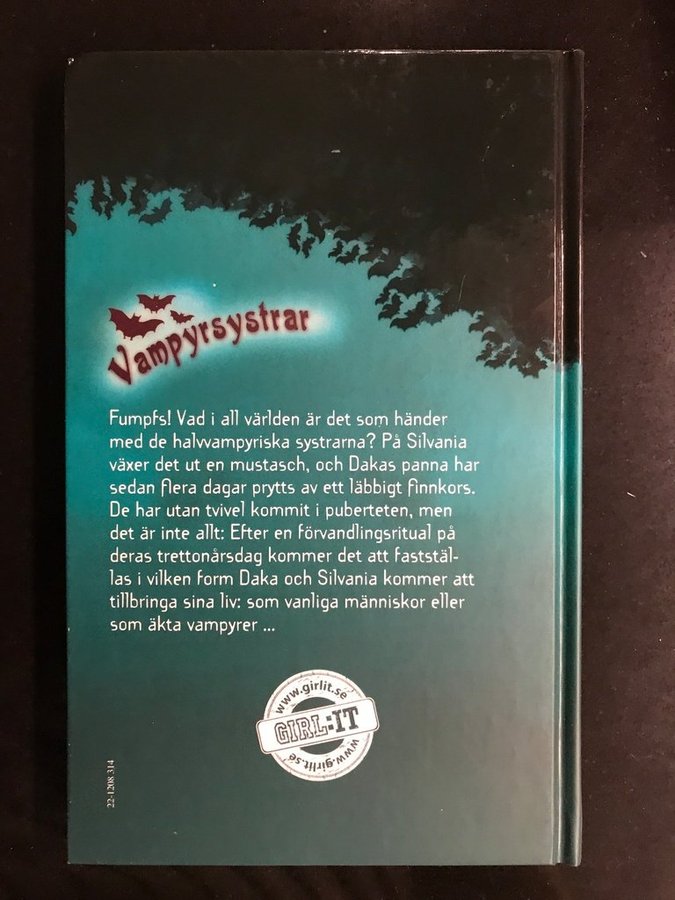 Vampyrsystrar
Fumpfs! Vad i all världen är det som händer
med de halvvampyriska systrarna? På Silvania
växer det ut en mustasch, och Dakas panna har
sedan flera dagar prytts av ett läbbigt finnkors.
De har utan tvivel kommit i puberteten, men
det är inte allt: Efter en förvandlingsritual på
deras trettonårsdag kommer det att faststäl-
las i vilken form Daka och Silvania kommer att
tillbringa sina liv: som vanliga människor eller
som äkta vampyrer ...
www.girlit.se
GIRL:IT
www.girlit.se
22-1208 314